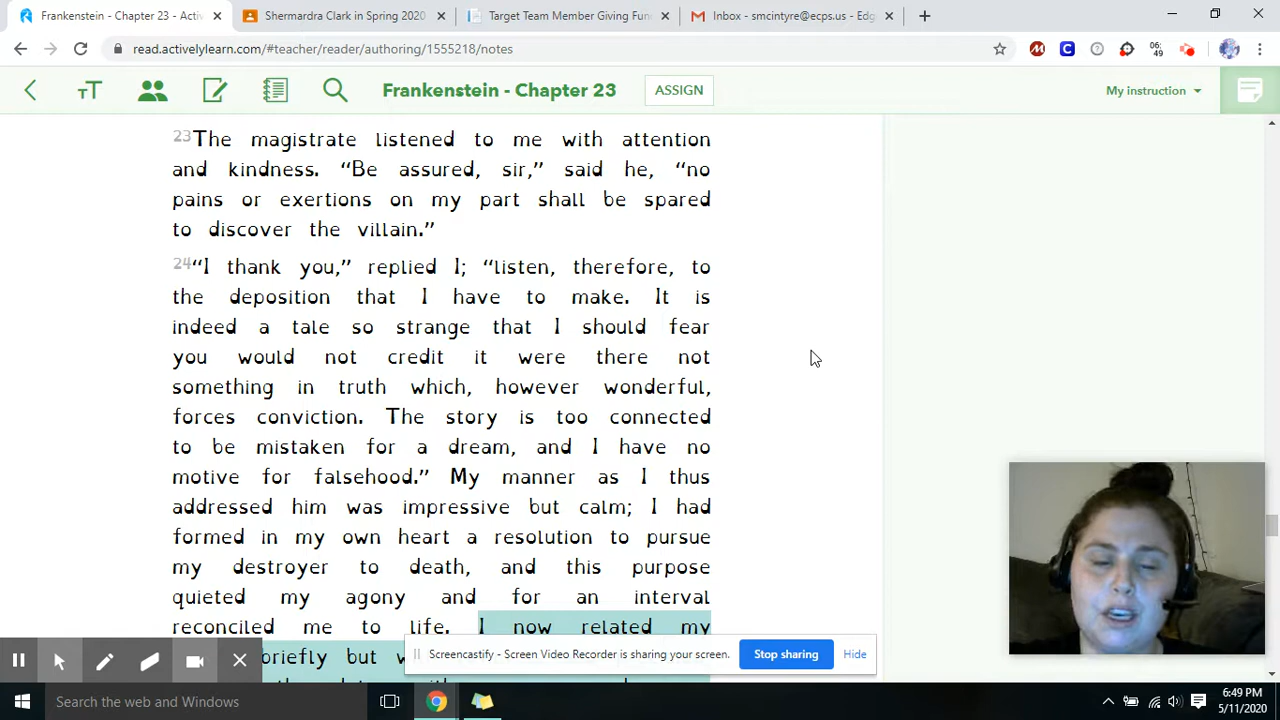 Frankenstein - Chapter 23 - Activ
Shermardra Clark in Spring 2020
Target Team Member Giving Fun
Inbox - smcintyre@ecps.us - Edg
read.activelylearn.com/#teacher/reader/authoring/1555218/notes
06:
49
TT
Frankenstein - Chapter 23
ASSIGN
My instruction
23The magistrate listened to me with attention
and kindness. “Be assured, sir,” said he, “no
pains or exertions on my part shall be spared
to discover the villain.”
24“I thank you,” replied I; “listen, therefore, to
the deposition that I have to make. It is
indeed a tale so strange that I should fear
you would not credit it were there not
something in truth which, however wonderful,
forces conviction. The story is too connected
to be mistaken for a dream, and I have no
motive for falsehood.” My manner as I thus
addressed him was impressive but calm; I had
formed in my own heart a resolution to pursue
my destroyer to death, and this purpose
quieted my agony and for an interval
reconciled me to life. I now related my
briefly but
Screencastify - Screen Video Recorder is sharing your screen.
Stop sharing
Hide
Search the web and Windows
6:49 PM
5/11/2020